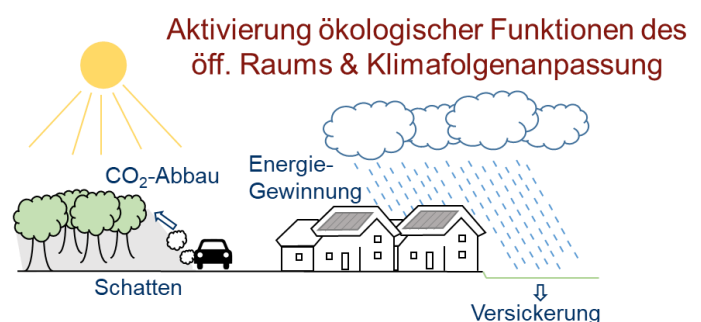 Aktivierung ökologischer Funktionen des
öff. Raums & Klimafolgenanpassung
CO₂-Abbau
Energie-
Gewinnung
Schatten
Versickerung